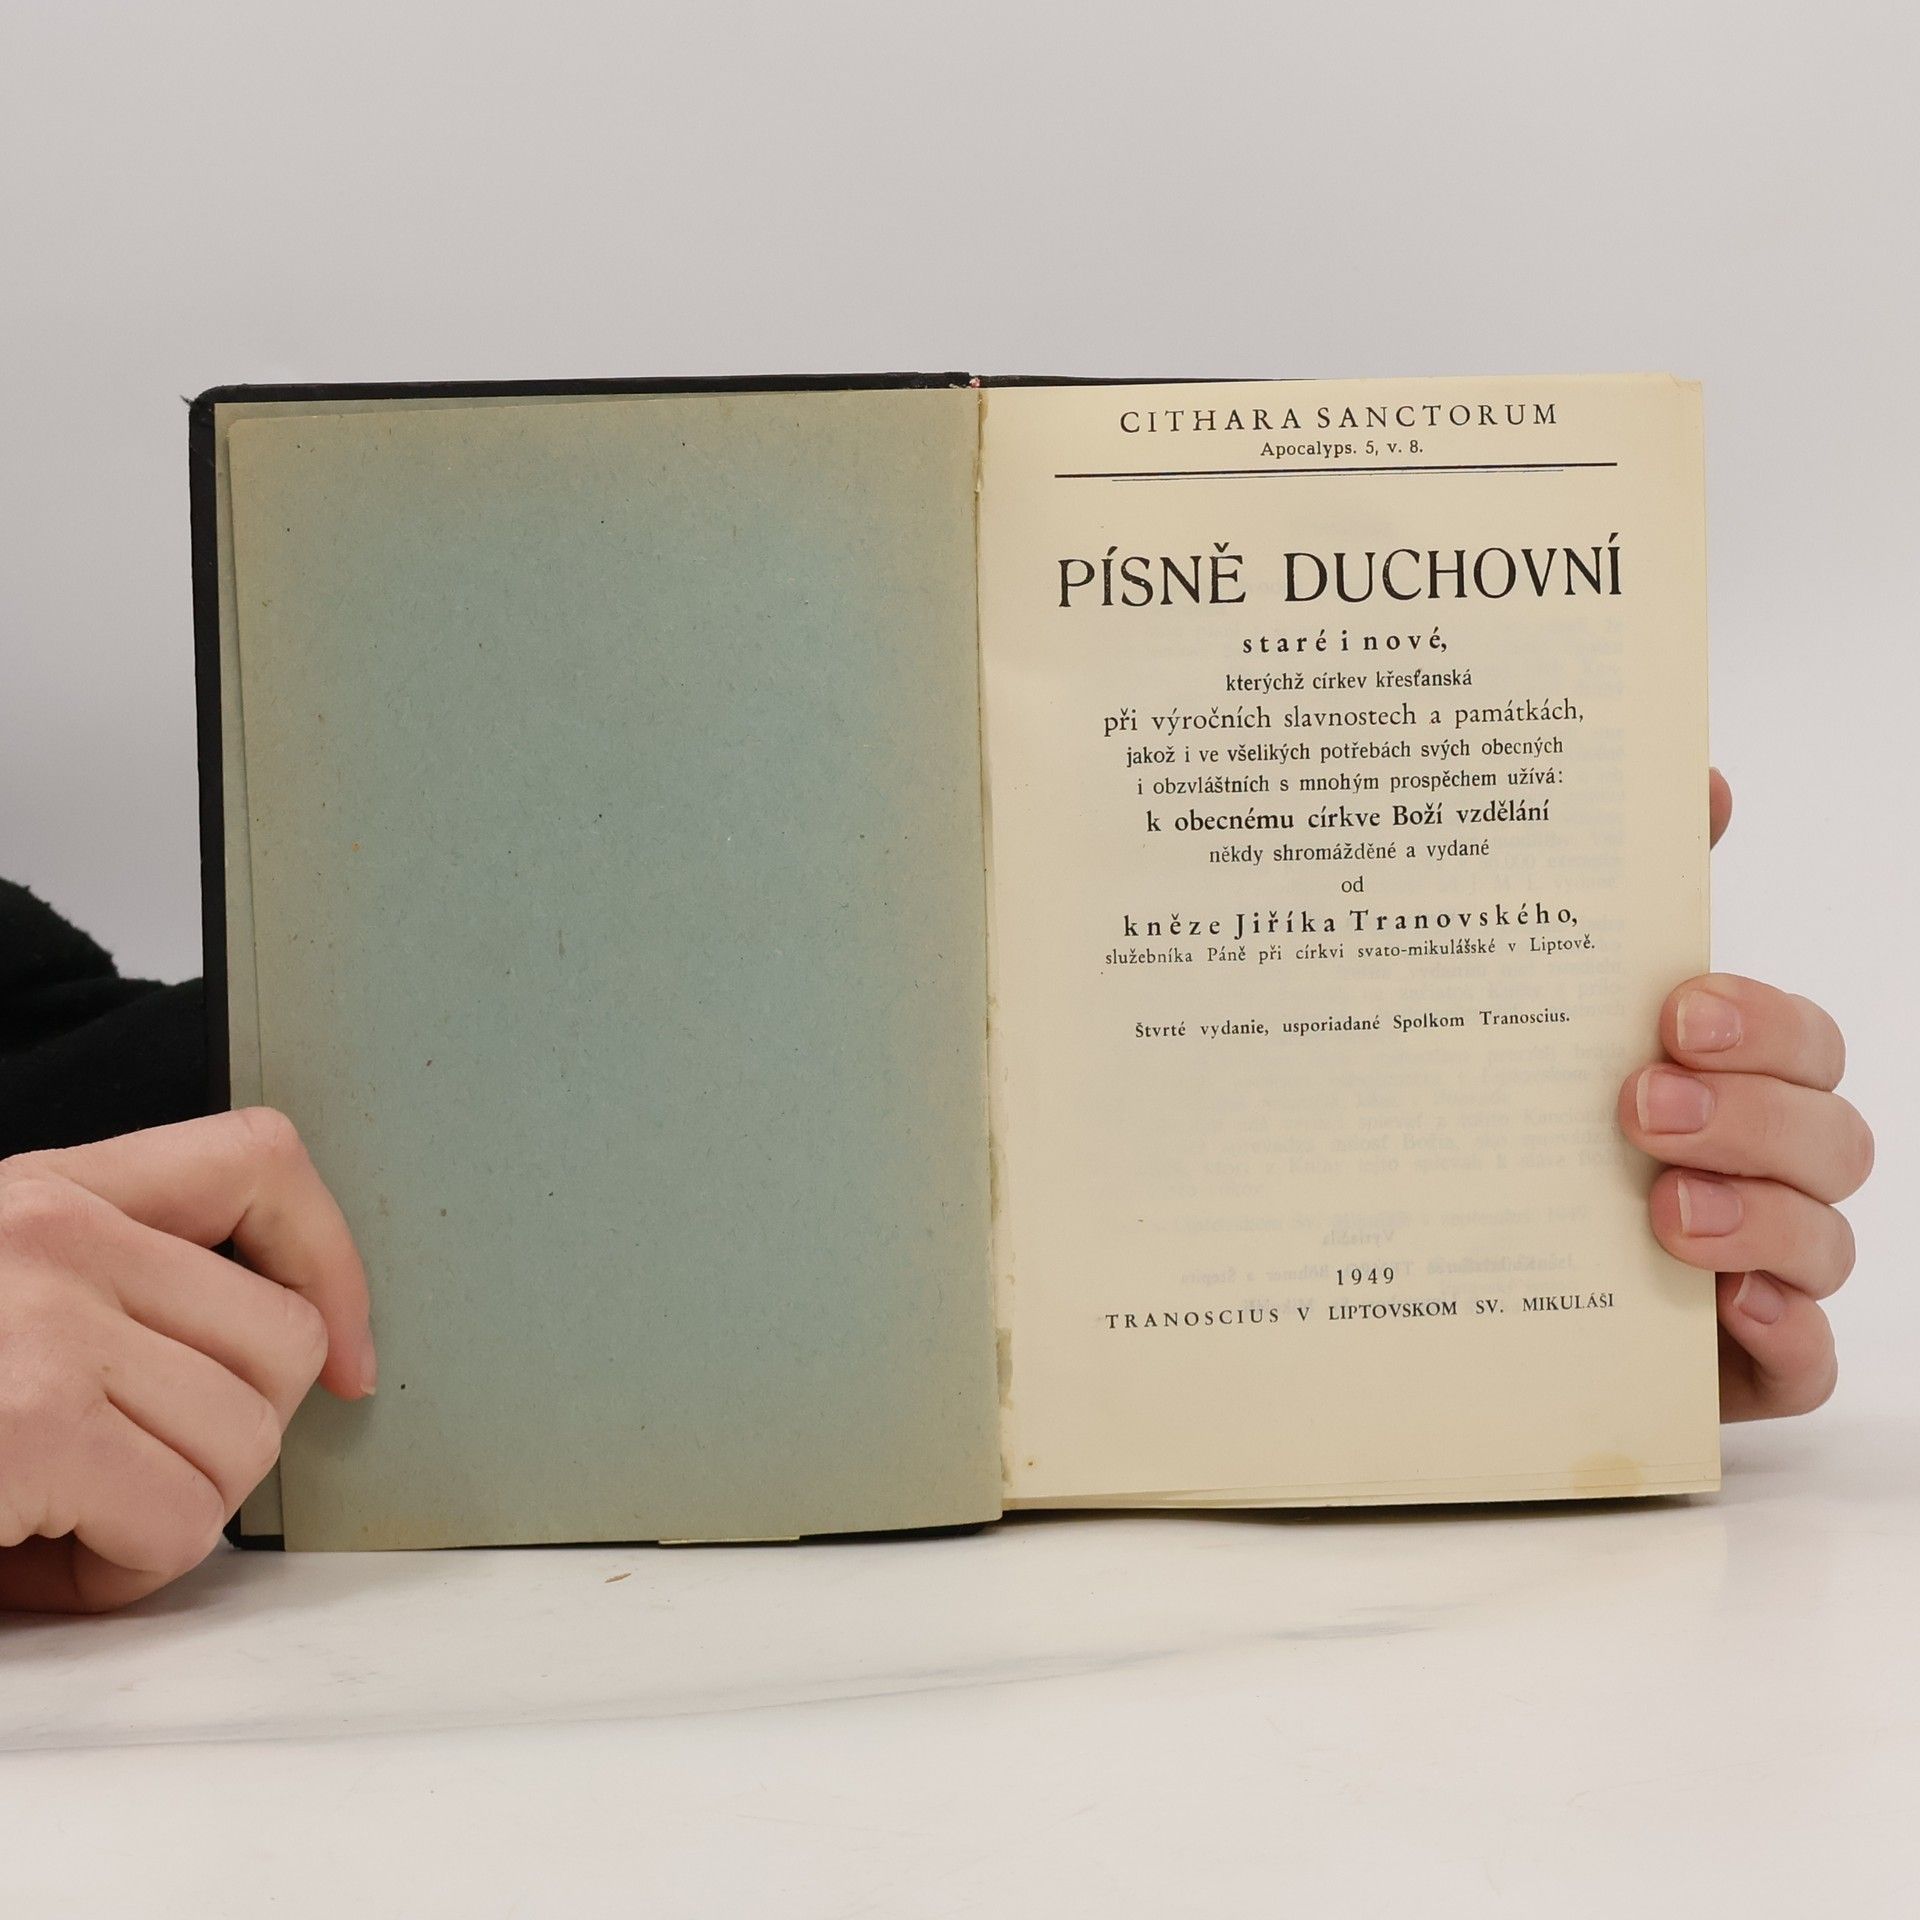 CITHARA SANCTORUM
Apocalyps. 5, v. 8.
PÍSNĚ DUCHOVNÍ
staré i nové,
kterýchž církev křesťanská
při výročních slavnostech a památkách,
jakož i ve všelikých potřebách svých obecných
i obzvláštních s mnohým prospěchem užívá:
k obecnému církve Boží vzdělání
někdy shromážděné a vydané
od
kněze Jiříka Tranovského,
služebníka Páně při církvi svato-mikulášské v Liptově.
Štvrté vydanie, usporiadané Spolkom Tranoscius.
1949
TRANOSCIUS V LIPTOVSKOM SV. MIKULÁŠI